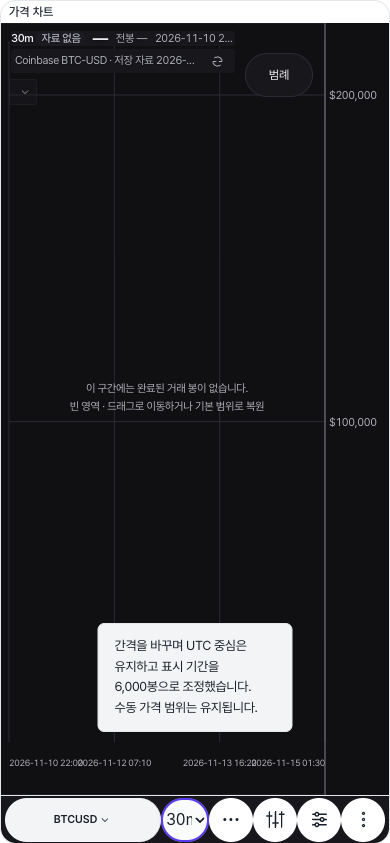 가격 차트
30m 자료 없음 — 전봉 — 2026-11-10 2...
Coinbase BTC-USD · 저장 자료 2026-...
범례
$200,000
이 구간에는 완료된 거래 봉이 없습니다.
빈 영역 · 드래그로 이동하거나 기본 범위로 복원
$100,000
간격을 바꾸며 UTC 중심은
유지하고 표시 기간을
6,000봉으로 조정했습니다.
수동 가격 범위는 유지됩니다.
2026-11-10 22:00 2026-11-12 07:10 2026-11-13 16:20 2026-11-15 01:30
BTCUSD 30m